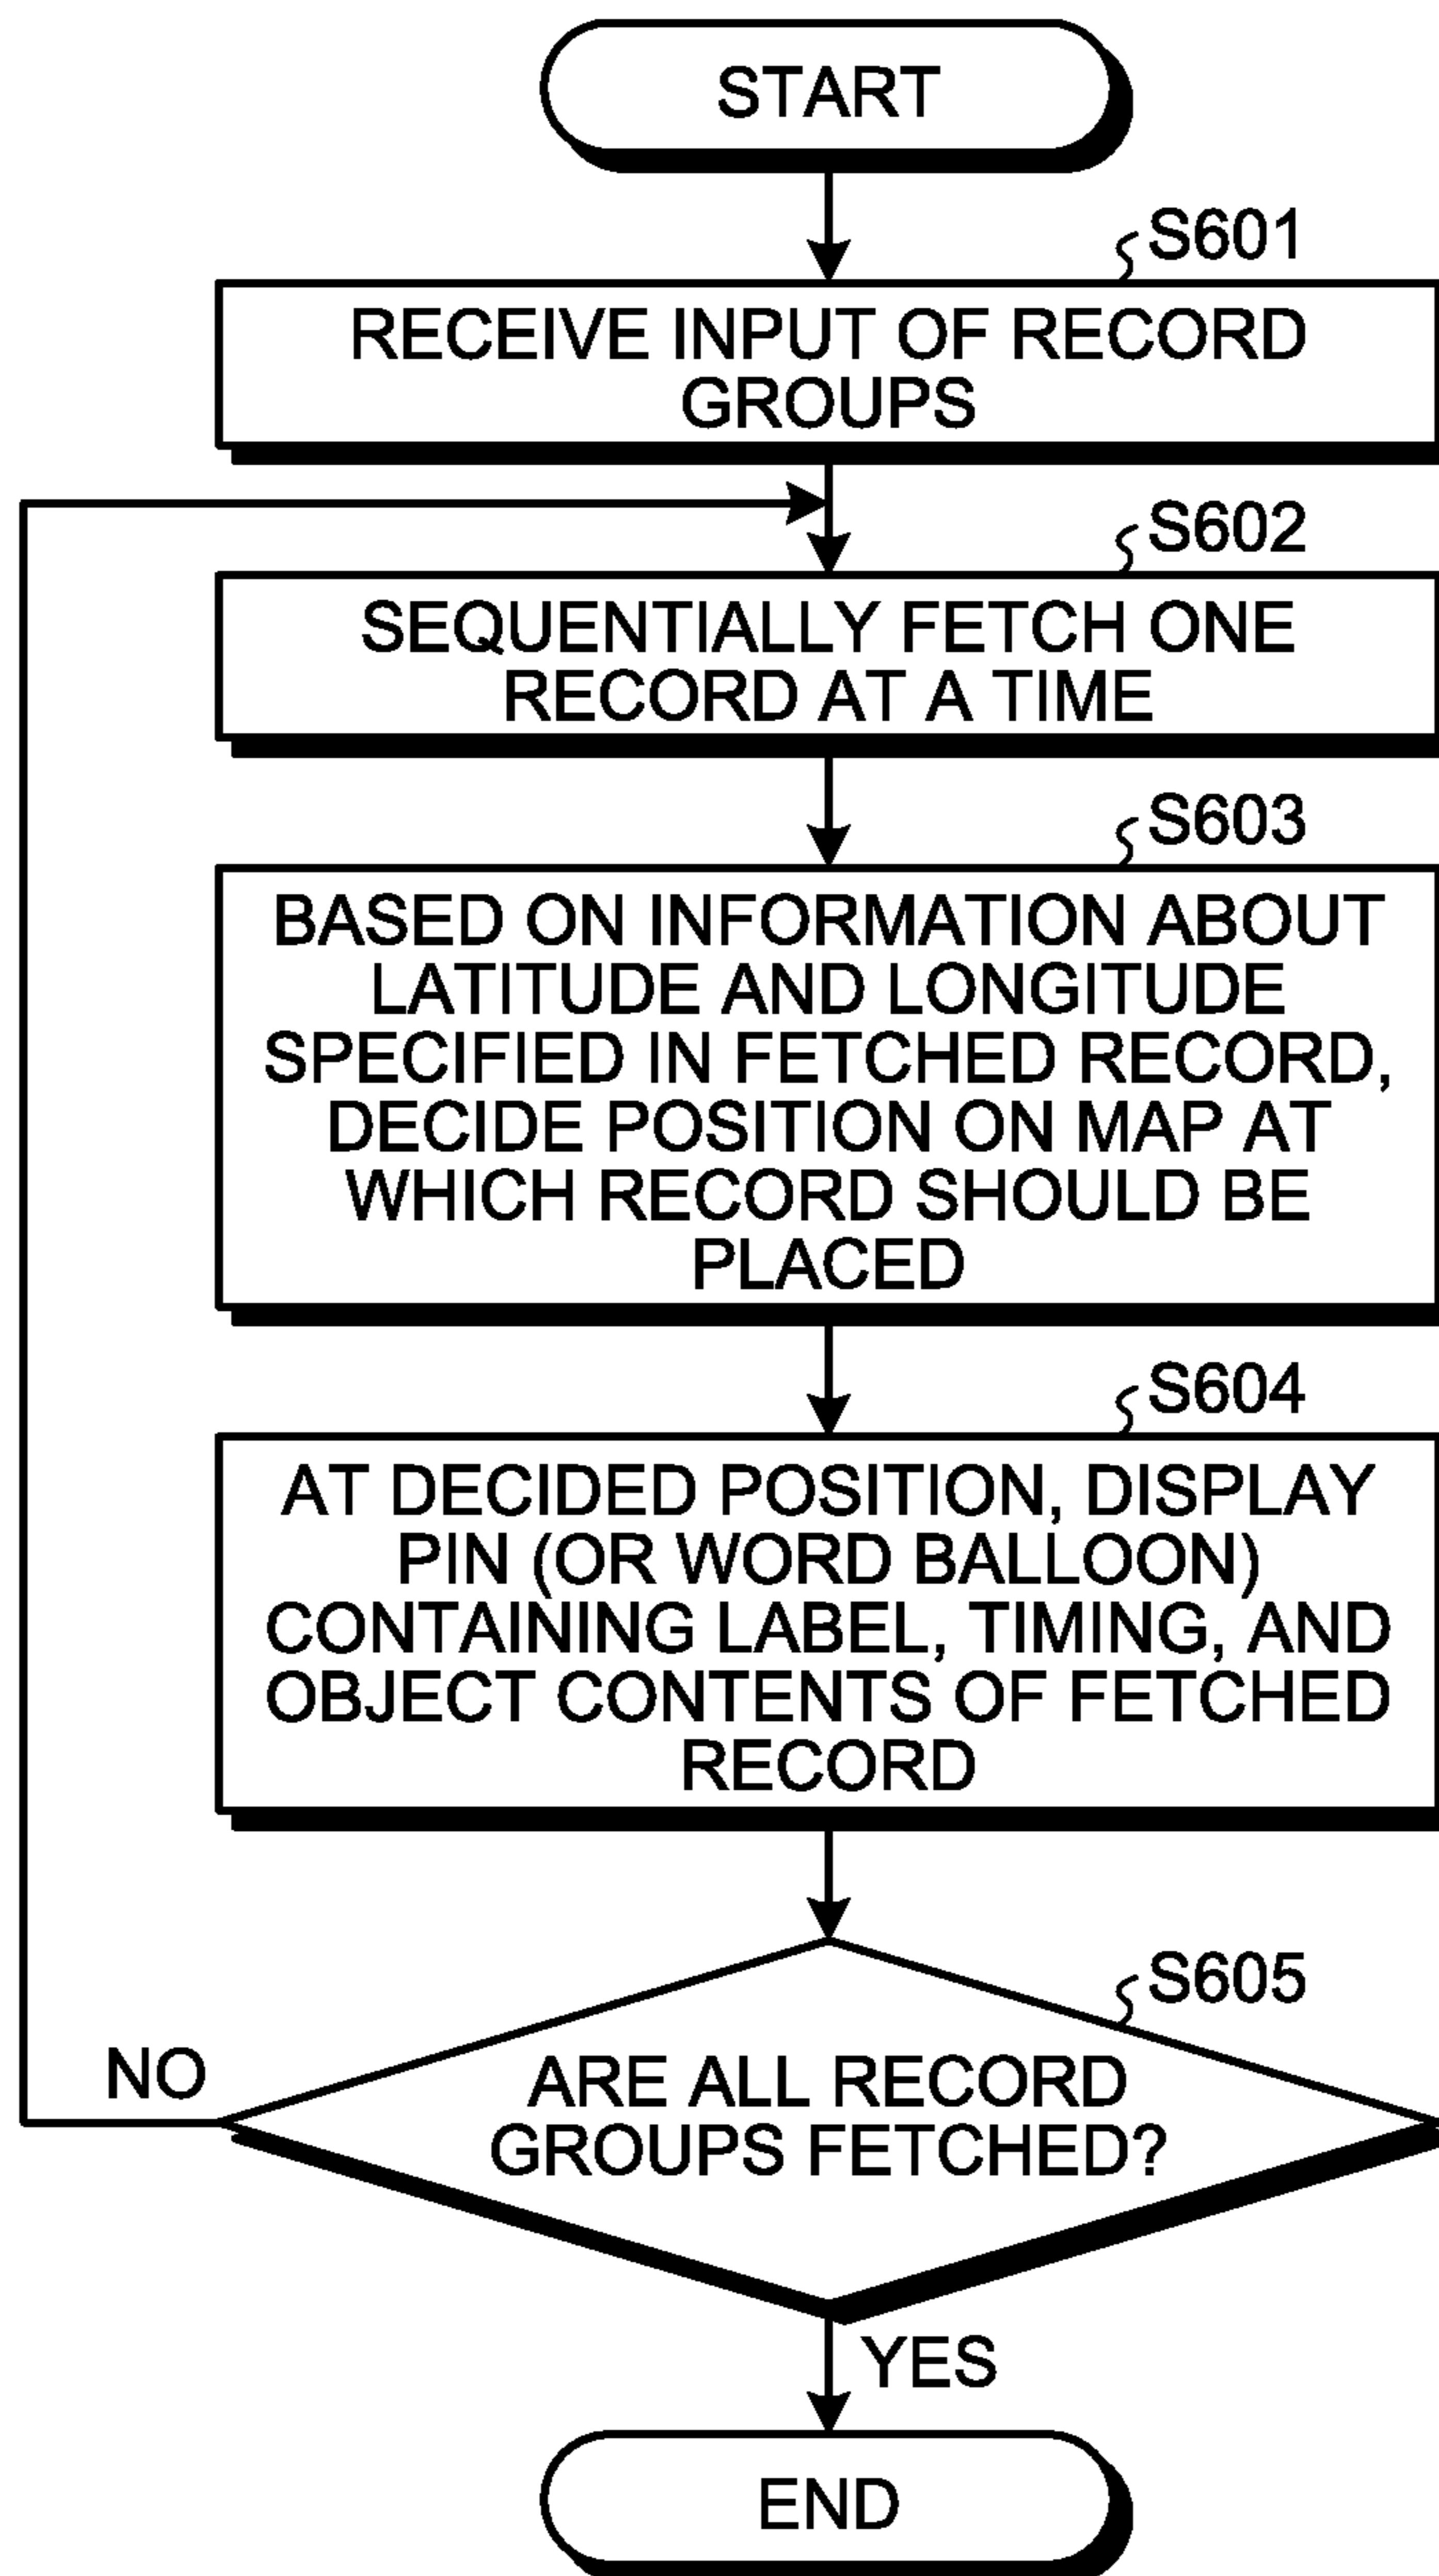 START
S601
RECEIVE INPUT OF RECORD
GROUPS
S602
SEQUENTIALLY FETCH ONE
RECORD AT A TIME
S603
BASED ON INFORMATION ABOUT
LATITUDE AND LONGITUDE
SPECIFIED IN FETCHED RECORD,
DECIDE POSITION ON MAP AT
WHICH RECORD SHOULD BE
PLACED
S604
AT DECIDED POSITION, DISPLAY
PIN (OR WORD BALLOON)
CONTAINING LABEL, TIMING, AND
OBJECT CONTENTS OF FETCHED
RECORD
S605
NO
ARE ALL RECORD
GROUPS FETCHED?
YES
END